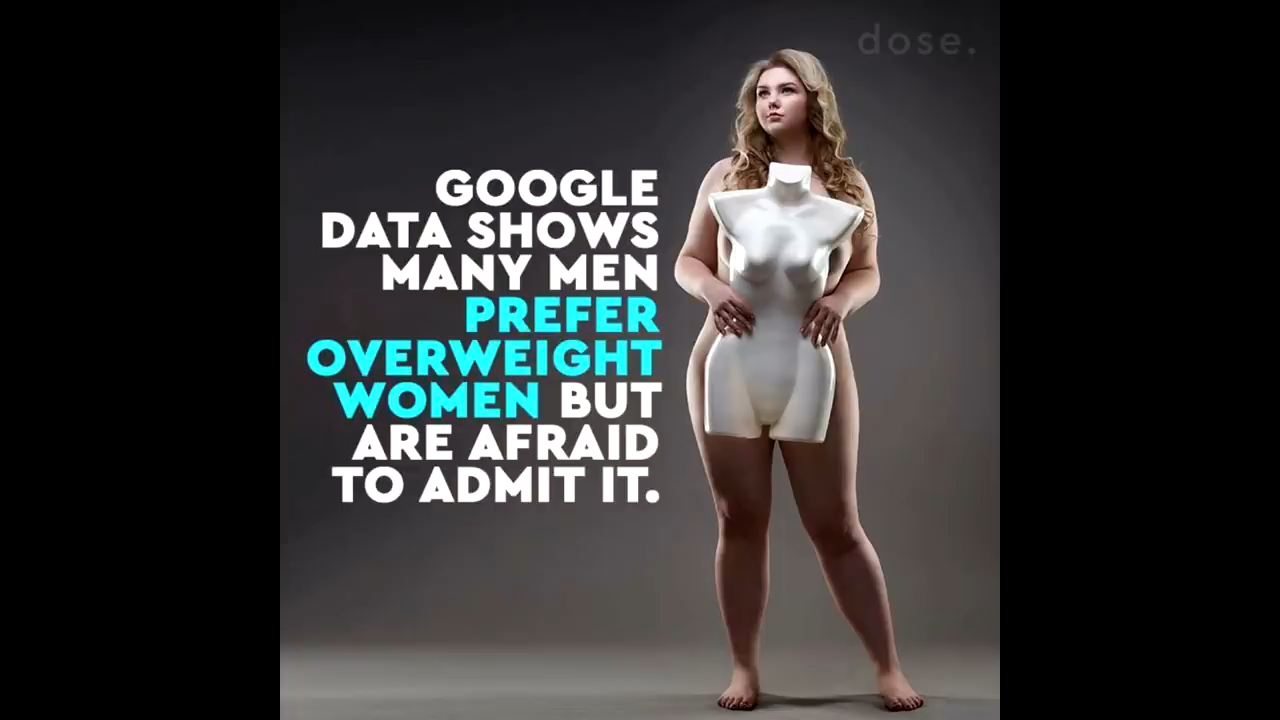 dose.
GOOGLE
DATA SHOWS
MANY MEN
PREFER
OVERWEIGHT
WOMEN BUT
ARE AFRAID
TO ADMIT IT.